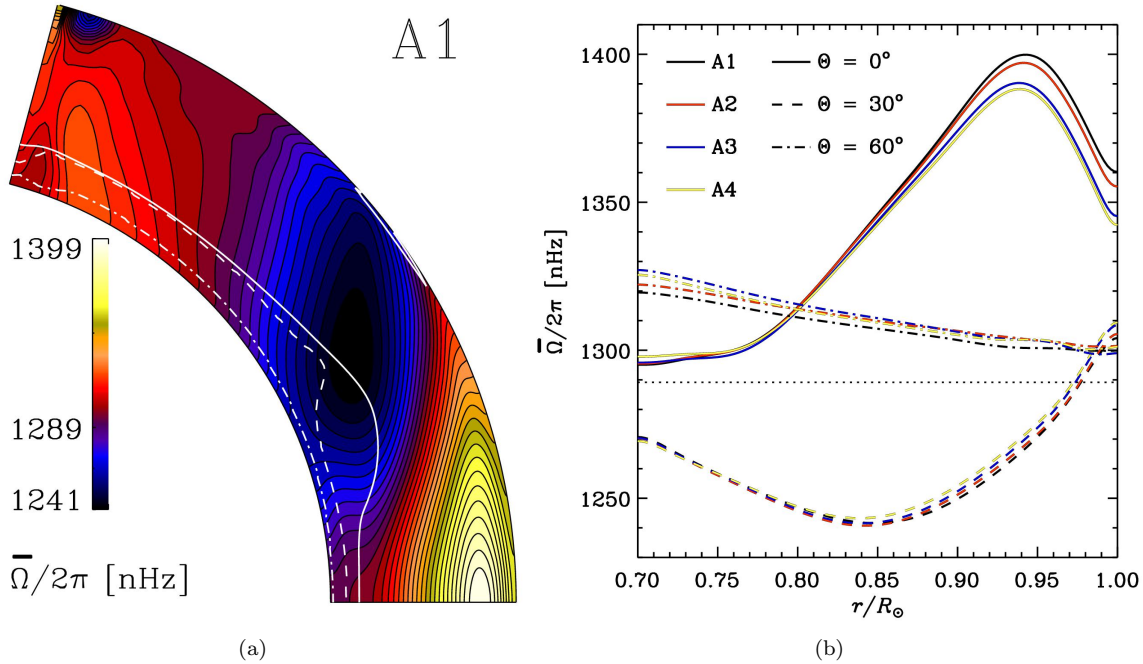 A1
1399
1289
1241
Ω̅/2π [nHz]
(a)
1400
1350
1300
1250
Ω̅/2π [nHz]
A1 Θ = 0°
A2 Θ = 30°
A3 Θ = 60°
A4
0.70 0.75 0.80 0.85 0.90 0.95 1.00
r/R☉
(b)